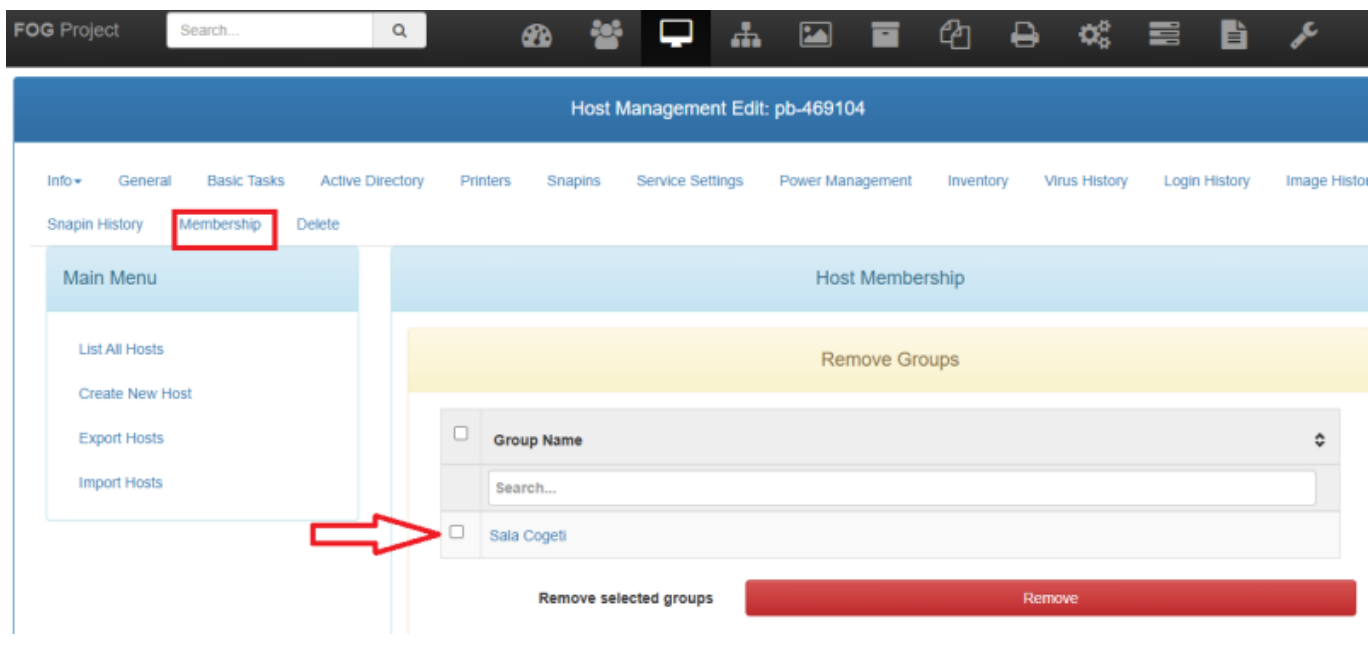 FOG Project Search...
Host Management Edit: pb-469104
Info General Basic Tasks Active Directory Printers Snapins Service Settings Power Management Inventory Virus History Login History Image Histo
Snapin History Membership Delete
Main Menu
List All Hosts
Create New Host
Export Hosts
Import Hosts
Host Membership
Remove Groups
Group Name
Search...
Sala Cogeti
Remove selected groups Remove